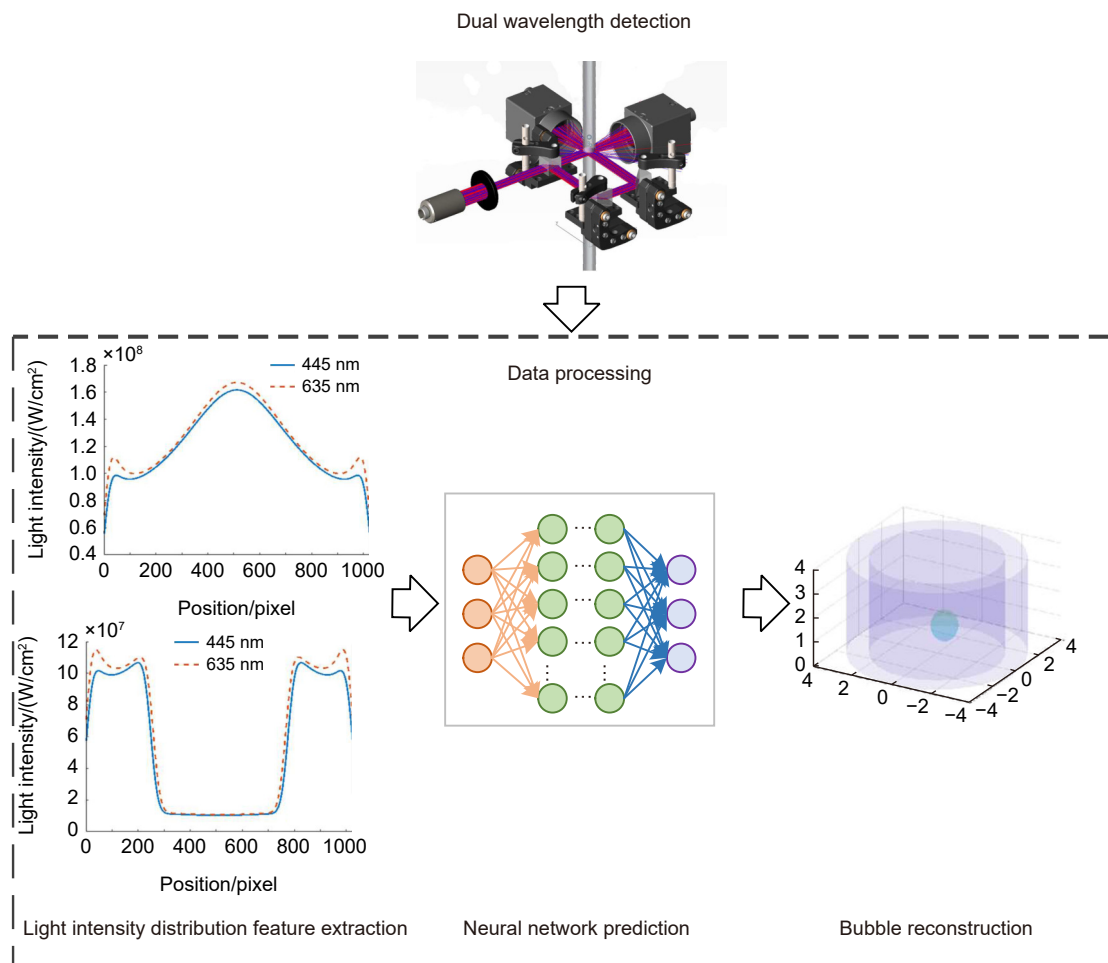 Dual wavelength detection
Data processing
×10⁸
Light intensity/(W/cm²)
1.8
1.6
1.4
1.2
1.0
0.8
0.6
0.4
445 nm
635 nm
0 200 400 600 800 1000
Position/pixel
×10⁷
Light intensity/(W/cm²)
12
10
8
6
4
2
0
445 nm
635 nm
0 200 400 600 800 1000
Position/pixel
4
3
2
1
0
4 2 0 −2 −4
−4 −2 0 2 4
Light intensity distribution feature extraction
Neural network prediction
Bubble reconstruction